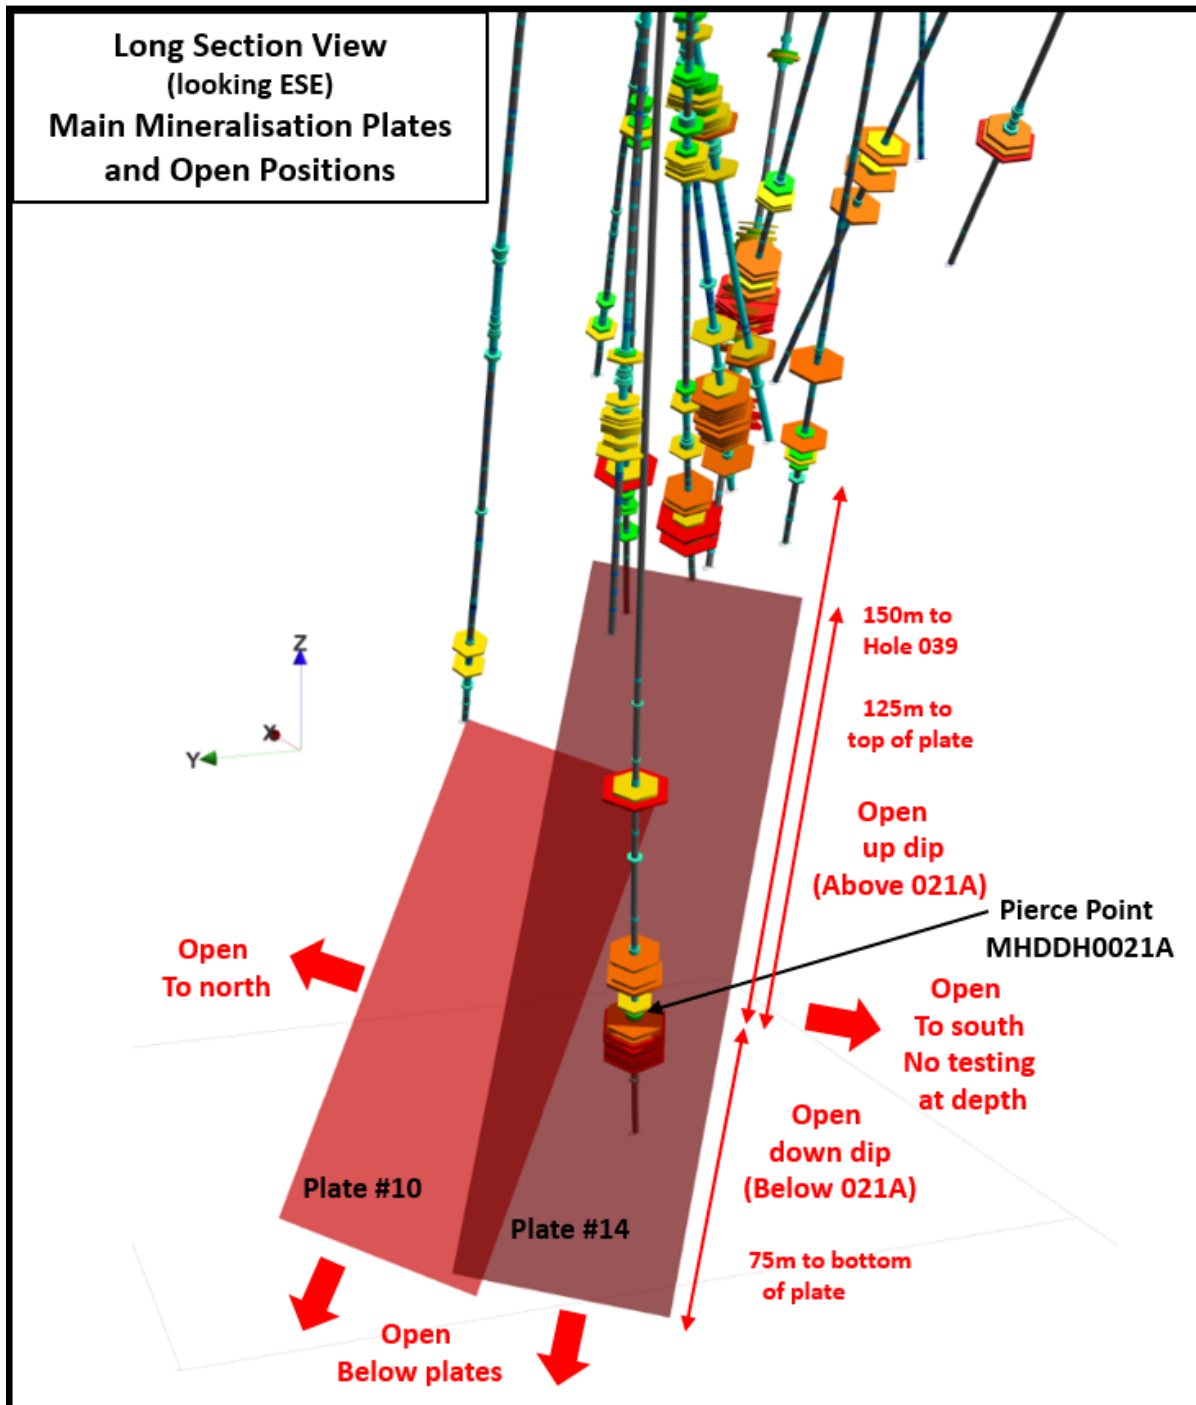 Long Section View
(looking ESE)
Main Mineralisation Plates
and Open Positions
150m to
Hole 039
125m to
top of plate
Z
X
Y
Open
up dip
(Above 021A)
Pierce Point
MHDDH0021A
Open
To north
Open
To south
No testing
at depth
Open
down dip
(Below 021A)
Plate #10
Plate #14
75m to bottom
of plate
Open
Below plates